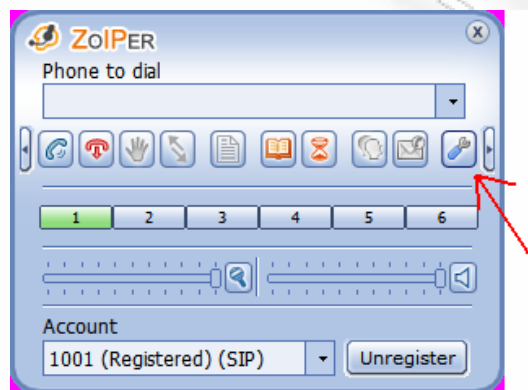 ZOIPER
Phone to dial
1 2 3 4 5 6
Account
1001 (Registered) (SIP) Unregister